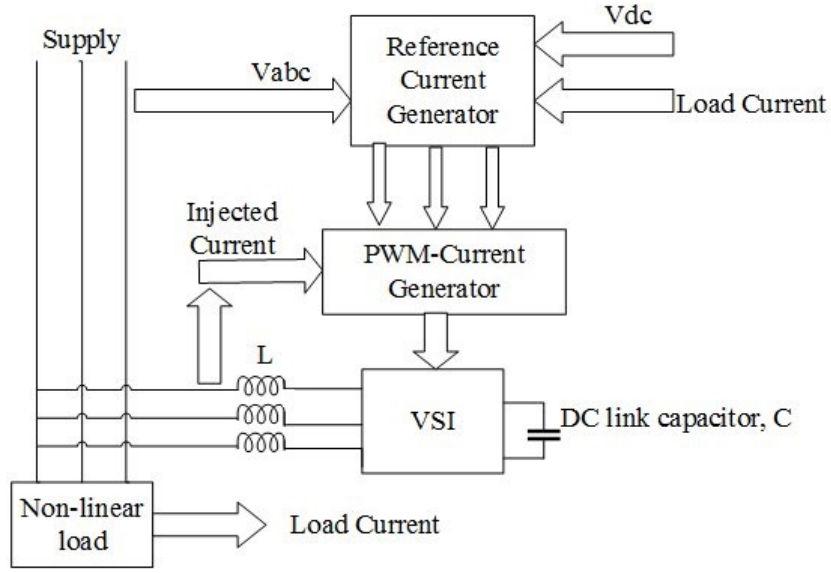 Supply
Vabc
Reference
Current
Generator
Vdc
Load Current
Injected
Current
PWM-Current
Generator
L
VSI
DC link capacitor, C
Non-linear
load
Load Current